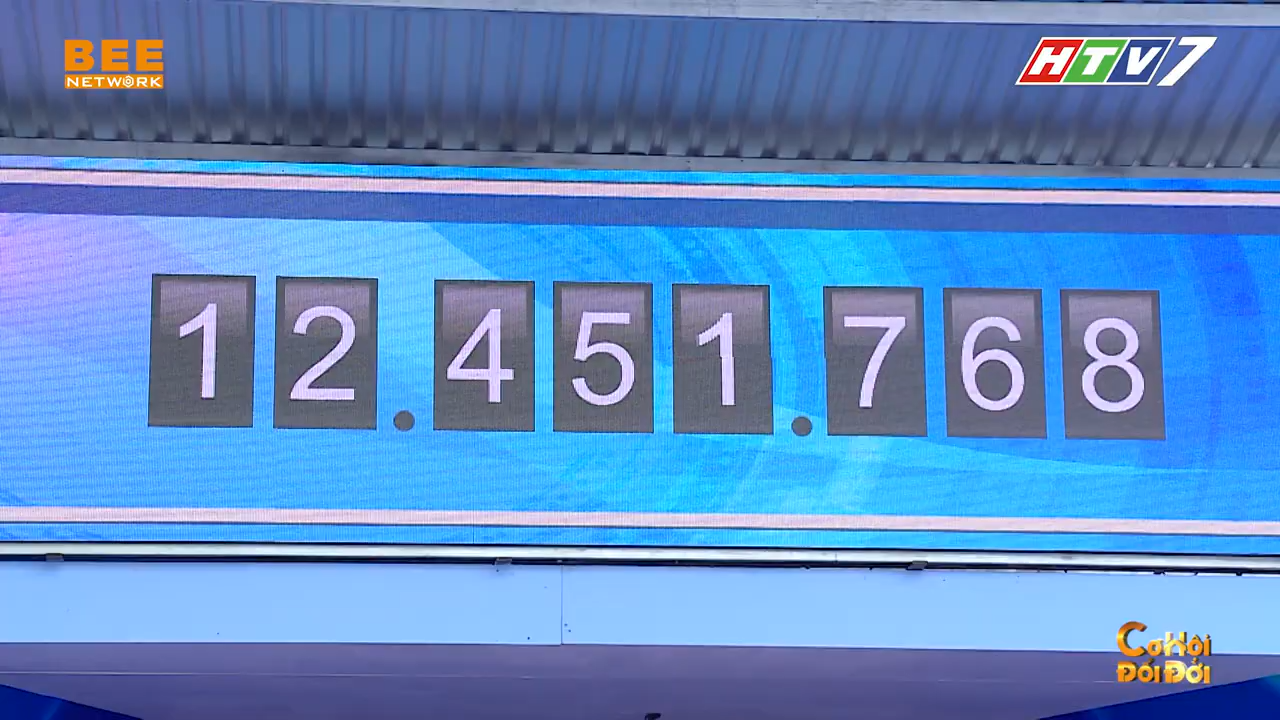 BEE
NETWORK
HTV7
12.451.768
Cơ Hội
Đổi Đời